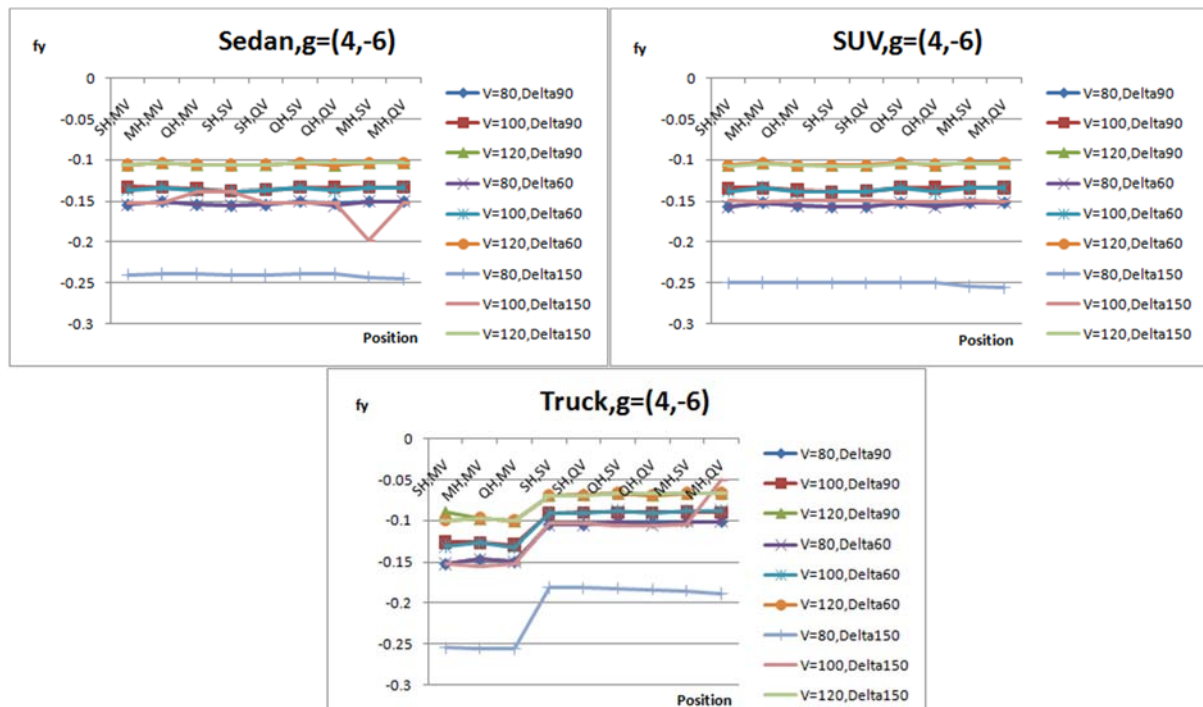 Sedan,g=(4,-6)
fy
0
-0.05
-0.1
-0.15
-0.2
-0.25
-0.3
SH,MV
MH,MV
QH,MV
SH,SV
SH,QV
QH,SV
QH,QV
MH,SV
MH,QV
Position
V=80,Delta90
V=100,Delta90
V=120,Delta90
V=80,Delta60
V=100,Delta60
V=120,Delta60
V=80,Delta150
V=100,Delta150
V=120,Delta150
SUV,g=(4,-6)
fy
0
-0.05
-0.1
-0.15
-0.2
-0.25
-0.3
SH,MV
MH,MV
QH,MV
SH,SV
SH,QV
QH,SV
QH,QV
MH,SV
MH,QV
Position
V=80,Delta90
V=100,Delta90
V=120,Delta90
V=80,Delta60
V=100,Delta60
V=120,Delta60
V=80,Delta150
V=100,Delta150
V=120,Delta150
Truck,g=(4,-6)
fy
0
-0.05
-0.1
-0.15
-0.2
-0.25
-0.3
SH,MV
MH,MV
QH,MV
SH,SV
SH,QV
QH,SV
QH,QV
MH,SV
MH,QV
Position
V=80,Delta90
V=100,Delta90
V=120,Delta90
V=80,Delta60
V=100,Delta60
V=120,Delta60
V=80,Delta150
V=100,Delta150
V=120,Delta150